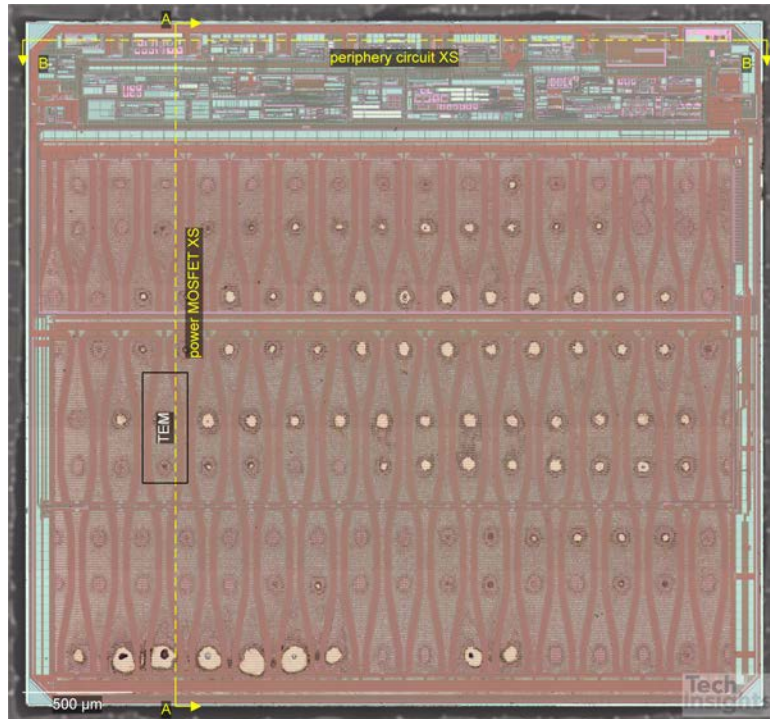 A
B
B
periphery circuit XS
power MOSFET XS
TEM
500 µm
A
Tech
Insights